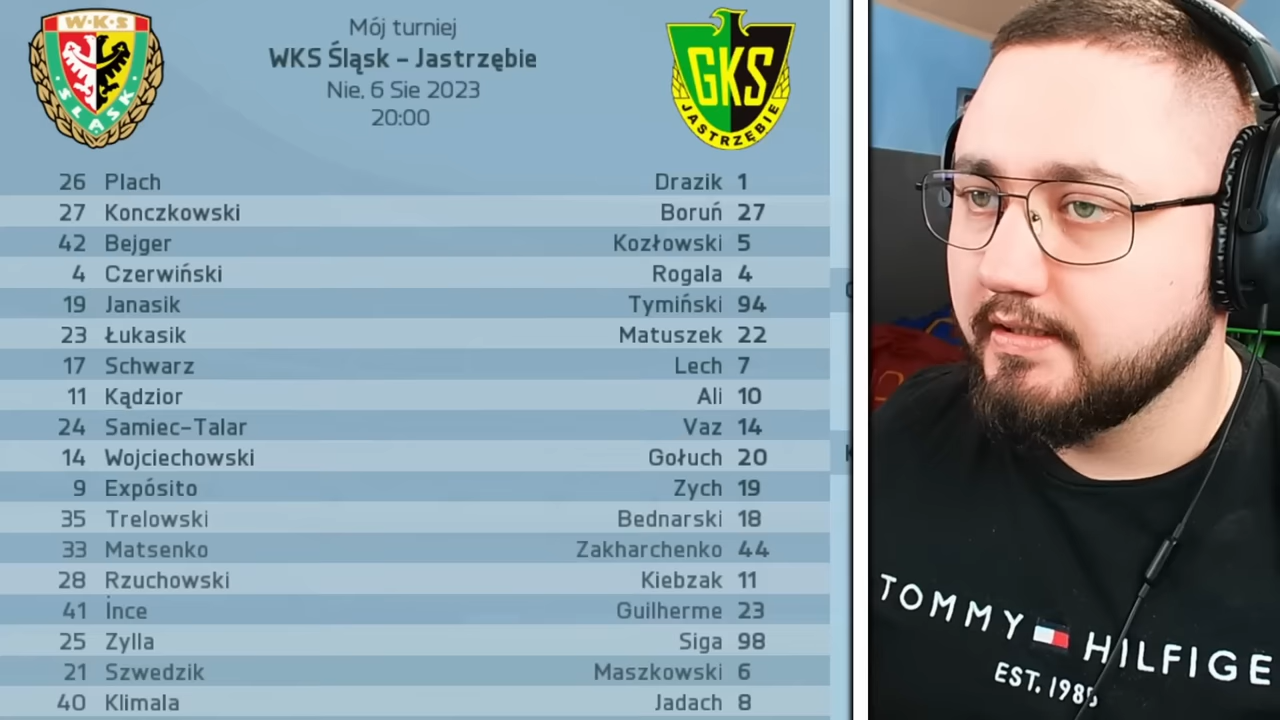 W·K·S
ŚLĄSK
Mój turniej
WKS Śląsk - Jastrzębie
Nie, 6 Sie 2023
20:00
GKS
JASTRZĘBIE
26 Plach Drazik 1
27 Konczkowski Boruń 27
42 Bejger Kozłowski 5
4 Czerwiński Rogala 4
19 Janasik Tymiński 94
23 Łukasik Matuszek 22
17 Schwarz Lech 7
11 Kądzior Ali 10
24 Samiec-Talar Vaz 14
14 Wojciechowski Gołuch 20
9 Expósito Zych 19
35 Trelowski Bednarski 18
33 Matsenko Zakharchenko 44
28 Rzuchowski Kiebzak 11
41 İnce Guilherme 23
25 Zylla Siga 98
21 Szwedzik Maszkowski 6
40 Klimala Jadach 8
TOMMY HILFIGE
EST. 1985